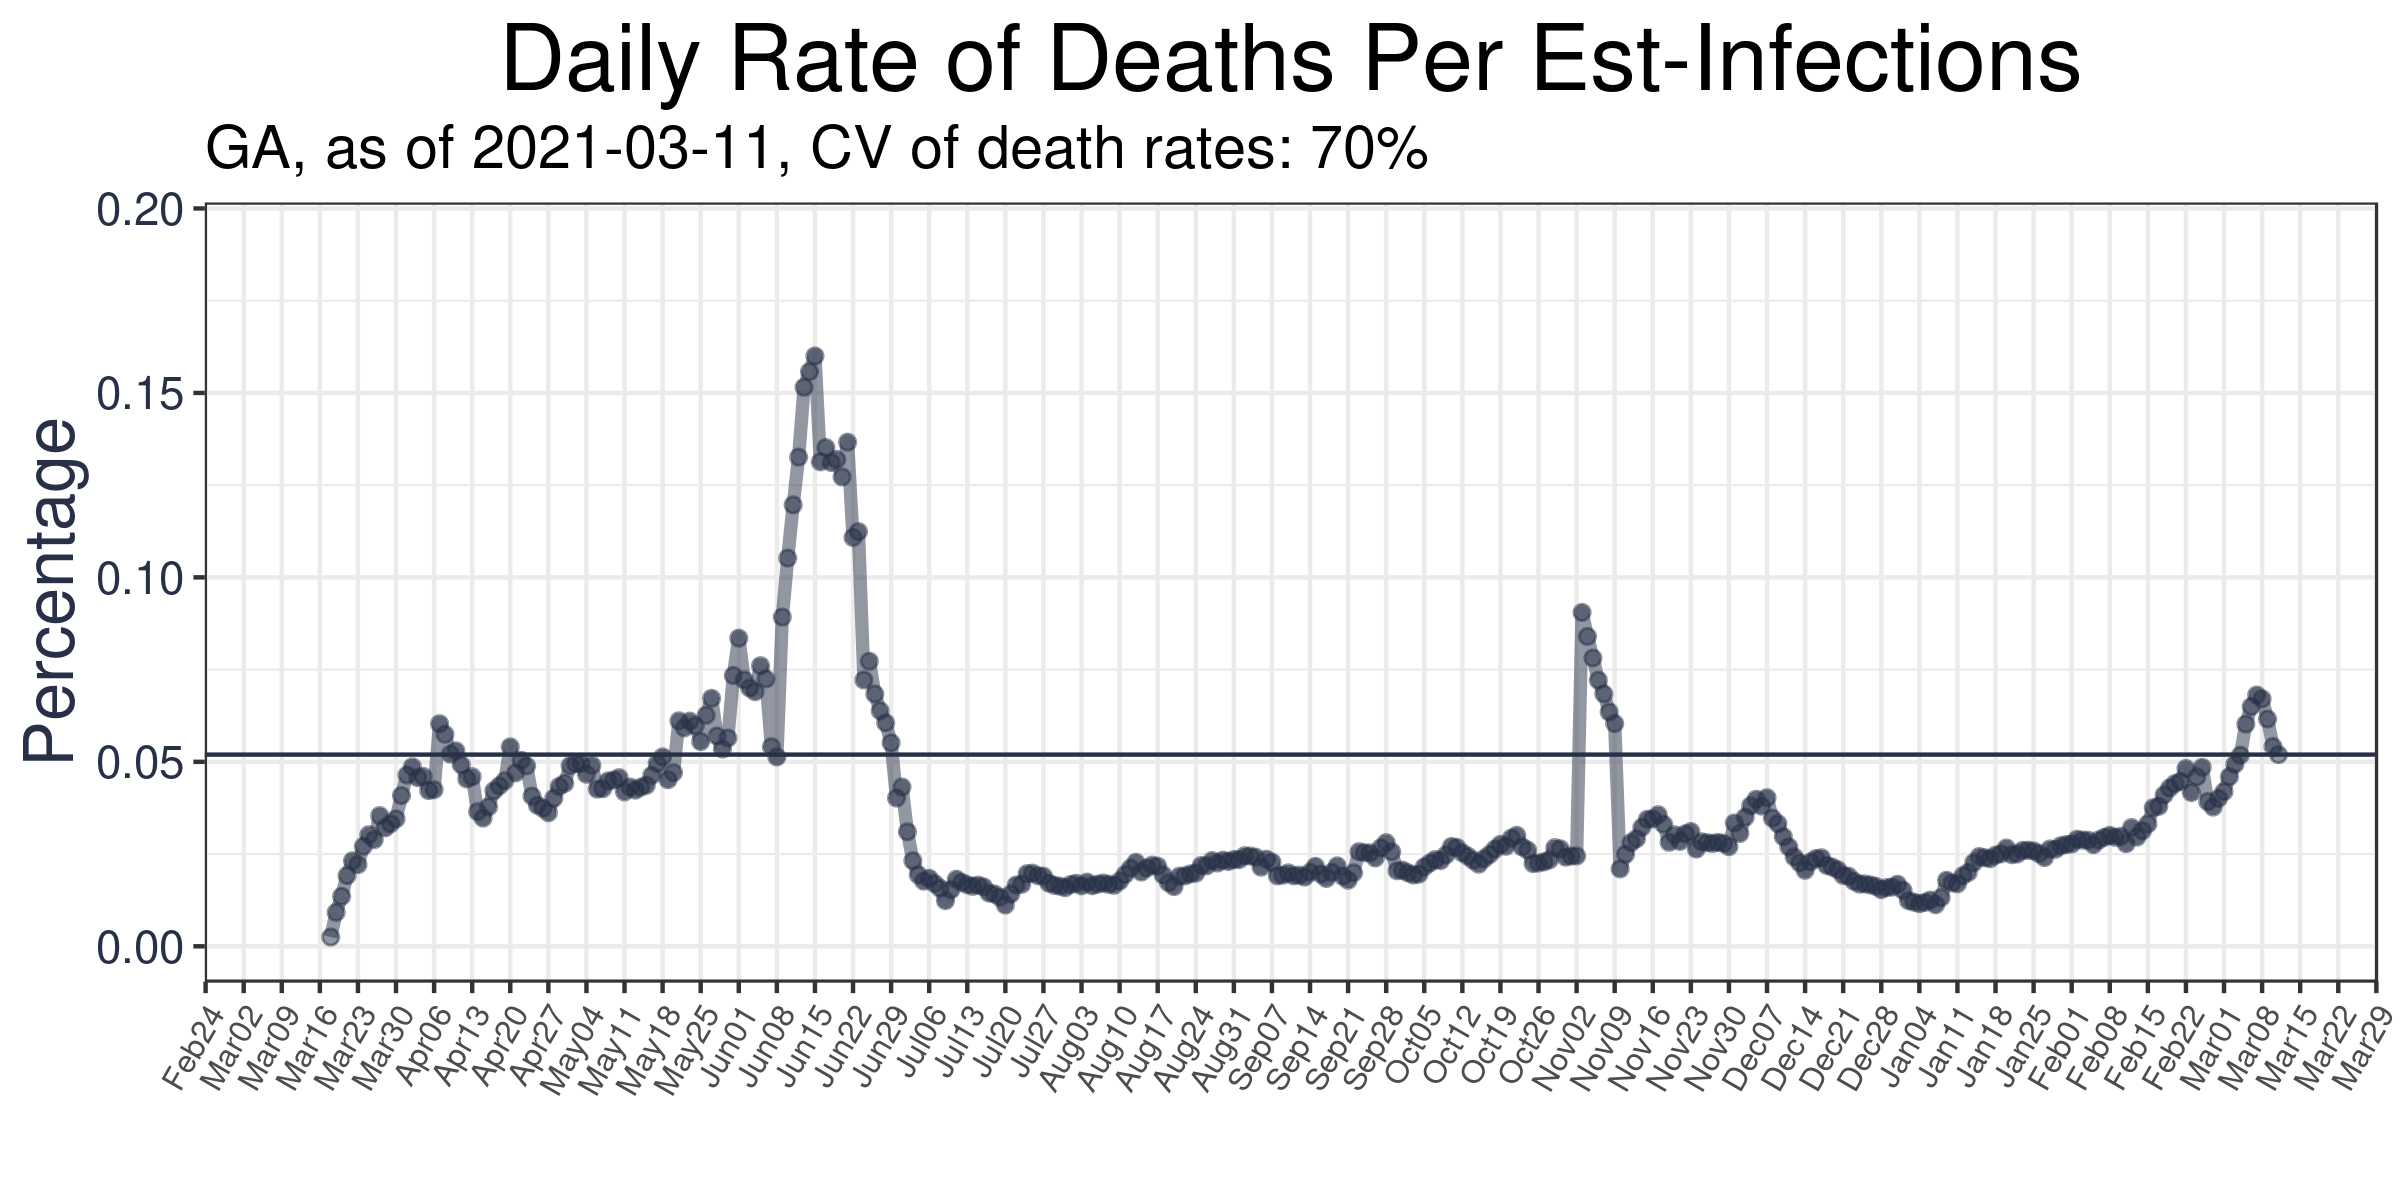 Daily Rate of Deaths Per Est-Infections
GA, as of 2021-03-11, CV of death rates: 70%
Percentage
0.20
0.15
0.10
0.05
0.00
Feb24
Mar02
Mar09
Mar16
Mar23
Mar30
Apr06
Apr13
Apr20
Apr27
May04
May11
May18
May25
Jun01
Jun08
Jun15
Jun22
Jun29
Jul06
Jul13
Jul20
Jul27
Aug03
Aug10
Aug17
Aug24
Aug31
Sep07
Sep14
Sep21
Sep28
Oct05
Oct12
Oct19
Oct26
Nov02
Nov09
Nov16
Nov23
Nov30
Dec07
Dec14
Dec21
Dec28
Jan04
Jan11
Jan18
Jan25
Feb01
Feb08
Feb15
Feb22
Mar01
Mar08
Mar15
Mar22
Mar29